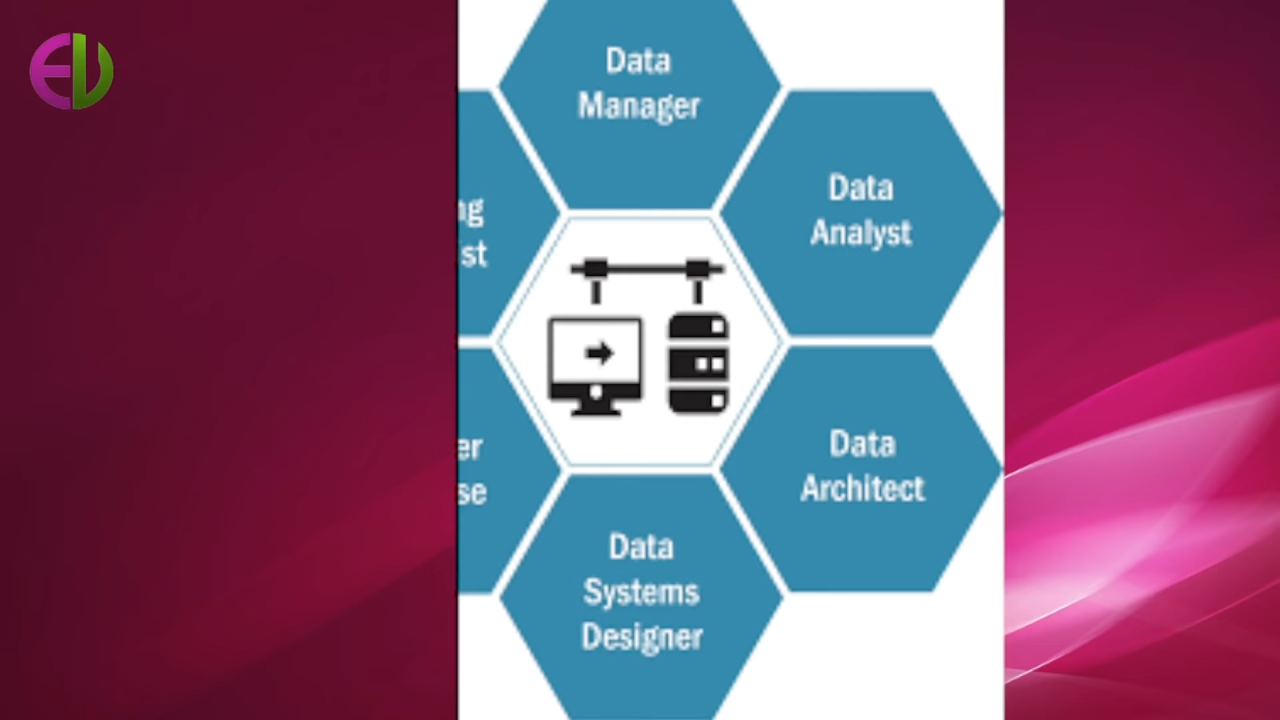 Data
Manager
Data
Analyst
Data
Architect
Data
Systems
Designer